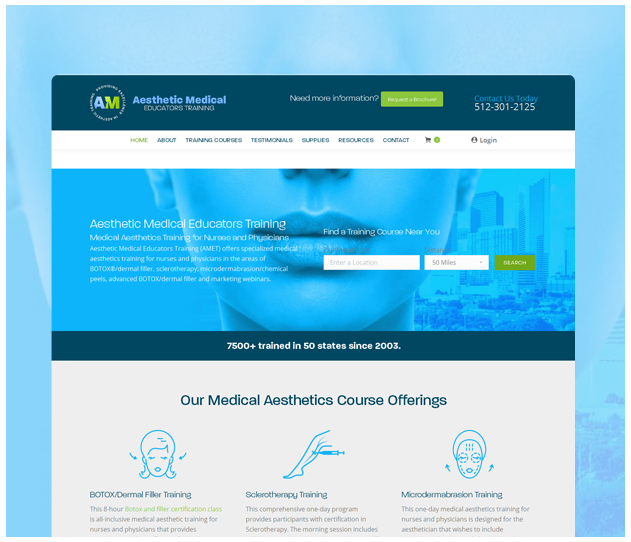 AM
Aesthetic Medical
EDUCATORS TRAINING
Need more information?
Request a Brochure!
Contact Us Today
512-301-2125
HOME ABOUT TRAINING COURSES TESTIMONIALS SUPPLIES RESOURCES CONTACT Login
Aesthetic Medical Educators Training
Medical Aesthetics Training for Nurses and Physicians
Aesthetic Medical Educators Training (AMET) offers specialized medical
aesthetics training for nurses and physicians in the areas of
BOTOX®/dermal filler, sclerotherapy, microdermabrasion/chemical
peels, advanced BOTOX/dermal filler and marketing webinars.
Find a Training Course Near You
Enter a Location
50 Miles
SEARCH
7500+ trained in 50 states since 2003.
Our Medical Aesthetics Course Offerings
BOTOX/Dermal Filler Training
This 8-hour Botox and filler certification class
is all-inclusive medical aesthetic training for
nurses and physicians that provides
Sclerotherapy Training
This comprehensive one-day program
provides participants with certification in
Sclerotherapy. The morning session includes
Microdermabrasion Training
This one-day medical aesthetics training for
nurses and physicians is designed for the
aesthetician that wishes to include